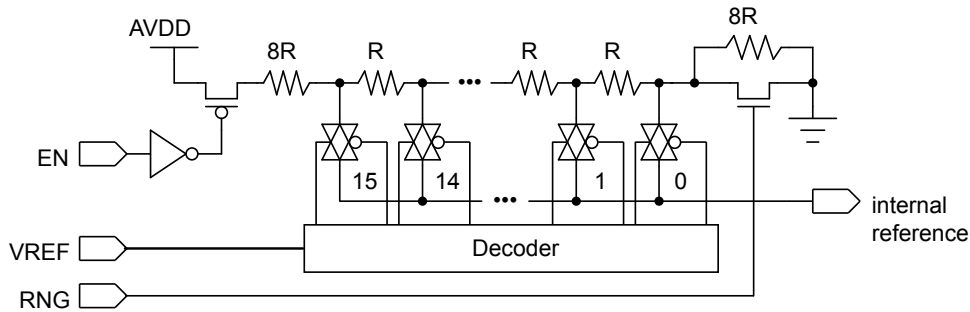 AVDD
8R
R
R
R
8R
EN
15
14
1
0
internal
reference
VREF
Decoder
RNG